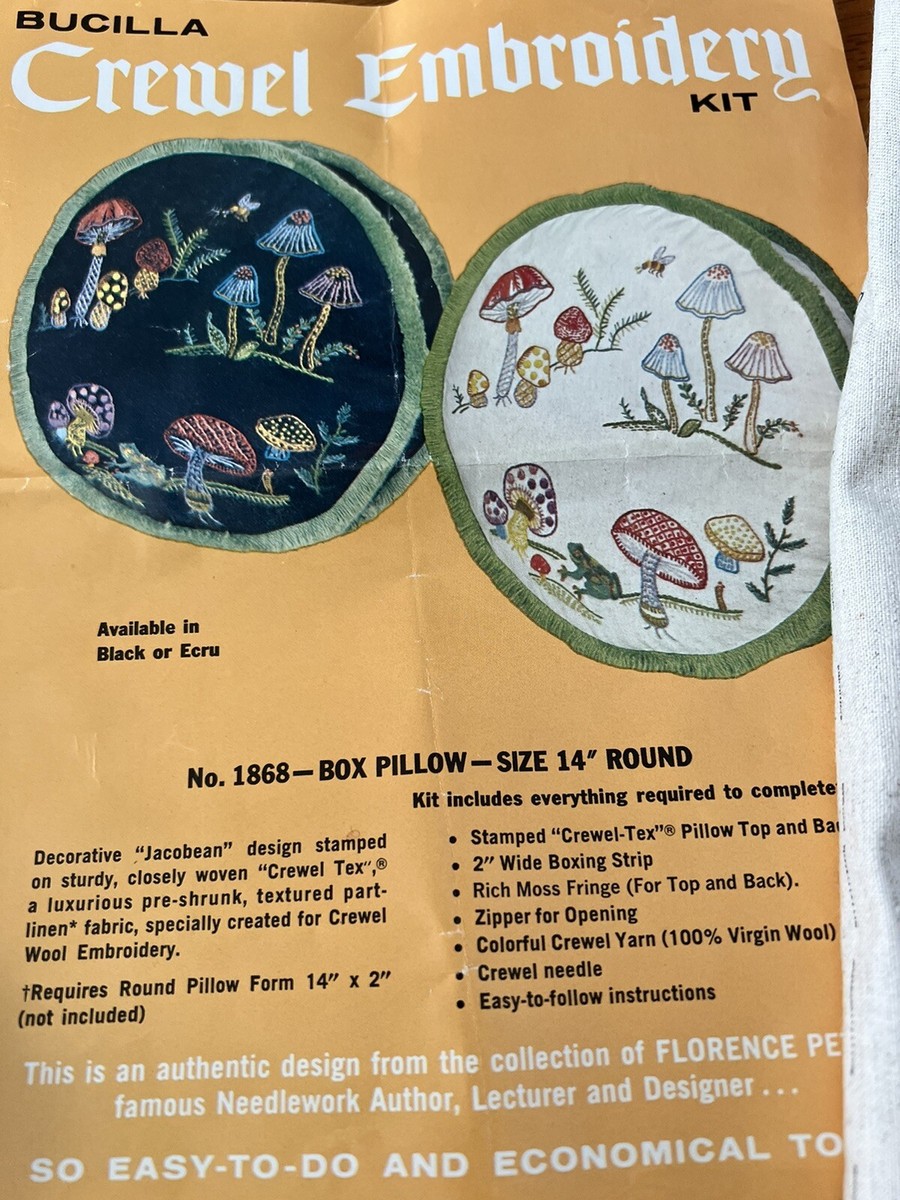 BUCILLA
Crewel Embroidery
KIT
Available in
Black or Ecru
No. 1868—BOX PILLOW—SIZE 14″ ROUND
Kit includes everything required to complete
Decorative “Jacobean” design stamped
on sturdy, closely woven “Crewel Tex”,®
a luxurious pre-shrunk, textured part-
linen* fabric, specially created for Crewel
Wool Embroidery.
†Requires Round Pillow Form 14″ x 2″
(not included)
• Stamped “Crewel-Tex”® Pillow Top and
• 2″ Wide Boxing Strip
• Rich Moss Fringe (For Top and Back).
• Zipper for Opening
• Colorful Crewel Yarn (100% Virgin Wool)
• Crewel needle
• Easy-to-follow instructions
This is an authentic design from the collection of FLORENCE
famous Needlework Author, Lecturer and Designer ...
SO EASY-TO-DO AND ECONOMICAL TO